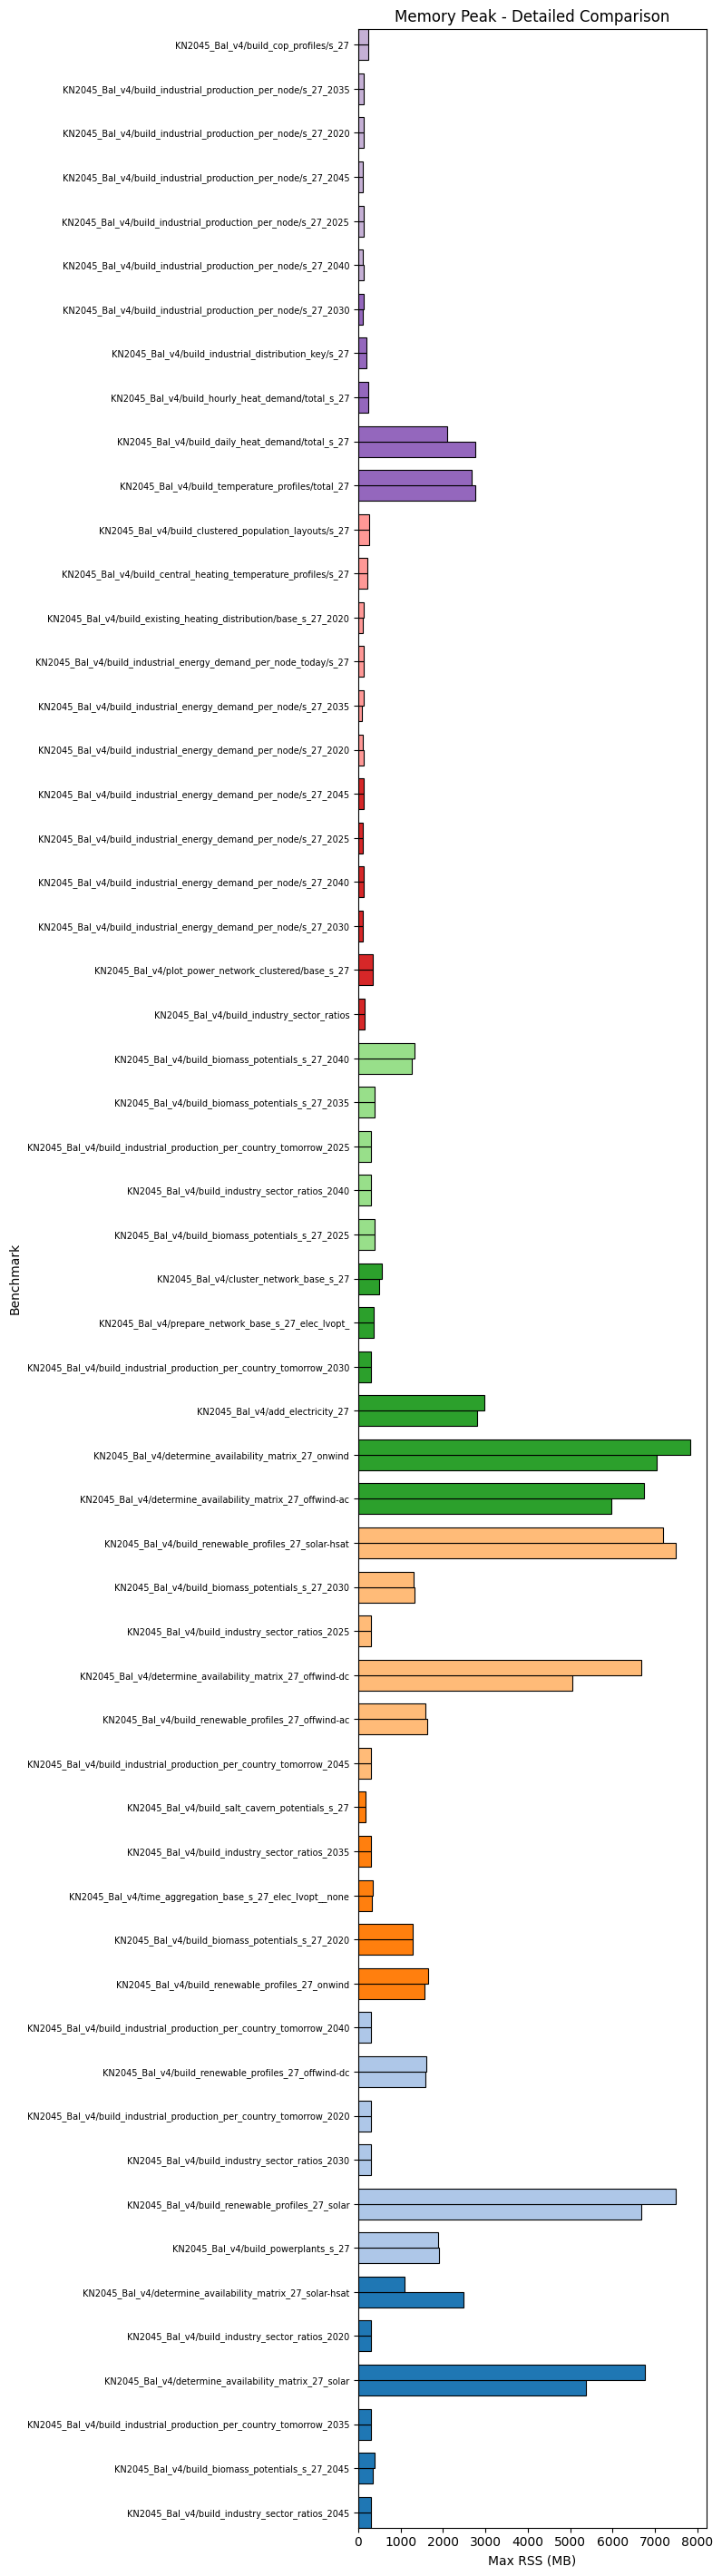 Memory Peak - Detailed Comparison
KN2045_Bal_v4/build_cop_profiles/s_27
KN2045_Bal_v4/build_industrial_production_per_node/s_27_2035
KN2045_Bal_v4/build_industrial_production_per_node/s_27_2020
KN2045_Bal_v4/build_industrial_production_per_node/s_27_2045
KN2045_Bal_v4/build_industrial_production_per_node/s_27_2025
KN2045_Bal_v4/build_industrial_production_per_node/s_27_2040
KN2045_Bal_v4/build_industrial_production_per_node/s_27_2030
KN2045_Bal_v4/build_industrial_distribution_key/s_27
KN2045_Bal_v4/build_hourly_heat_demand/total_s_27
KN2045_Bal_v4/build_daily_heat_demand/total_s_27
KN2045_Bal_v4/build_temperature_profiles/total_27
KN2045_Bal_v4/build_clustered_population_layouts/s_27
KN2045_Bal_v4/build_central_heating_temperature_profiles/s_27
KN2045_Bal_v4/build_existing_heating_distribution/base_s_27_2020
KN2045_Bal_v4/build_industrial_energy_demand_per_node_today/s_27
KN2045_Bal_v4/build_industrial_energy_demand_per_node/s_27_2035
KN2045_Bal_v4/build_industrial_energy_demand_per_node/s_27_2020
KN2045_Bal_v4/build_industrial_energy_demand_per_node/s_27_2045
KN2045_Bal_v4/build_industrial_energy_demand_per_node/s_27_2025
KN2045_Bal_v4/build_industrial_energy_demand_per_node/s_27_2040
KN2045_Bal_v4/build_industrial_energy_demand_per_node/s_27_2030
KN2045_Bal_v4/plot_power_network_clustered/base_s_27
KN2045_Bal_v4/build_industry_sector_ratios
KN2045_Bal_v4/build_biomass_potentials_s_27_2040
KN2045_Bal_v4/build_biomass_potentials_s_27_2035
KN2045_Bal_v4/build_industrial_production_per_country_tomorrow_2025
KN2045_Bal_v4/build_industry_sector_ratios_2040
KN2045_Bal_v4/build_biomass_potentials_s_27_2025
KN2045_Bal_v4/cluster_network_base_s_27
KN2045_Bal_v4/prepare_network_base_s_27_elec_lvopt_
KN2045_Bal_v4/build_industrial_production_per_country_tomorrow_2030
KN2045_Bal_v4/add_electricity_27
KN2045_Bal_v4/determine_availability_matrix_27_onwind
KN2045_Bal_v4/determine_availability_matrix_27_offwind-ac
KN2045_Bal_v4/build_renewable_profiles_27_solar-hsat
KN2045_Bal_v4/build_biomass_potentials_s_27_2030
KN2045_Bal_v4/build_industry_sector_ratios_2025
KN2045_Bal_v4/determine_availability_matrix_27_offwind-dc
KN2045_Bal_v4/build_renewable_profiles_27_offwind-ac
KN2045_Bal_v4/build_industrial_production_per_country_tomorrow_2045
KN2045_Bal_v4/build_salt_cavern_potentials_s_27
KN2045_Bal_v4/build_industry_sector_ratios_2035
KN2045_Bal_v4/time_aggregation_base_s_27_elec_lvopt__none
KN2045_Bal_v4/build_biomass_potentials_s_27_2020
KN2045_Bal_v4/build_renewable_profiles_27_onwind
KN2045_Bal_v4/build_industrial_production_per_country_tomorrow_2040
KN2045_Bal_v4/build_renewable_profiles_27_offwind-dc
KN2045_Bal_v4/build_industrial_production_per_country_tomorrow_2020
KN2045_Bal_v4/build_industry_sector_ratios_2030
KN2045_Bal_v4/build_renewable_profiles_27_solar
KN2045_Bal_v4/build_powerplants_s_27
KN2045_Bal_v4/determine_availability_matrix_27_solar-hsat
KN2045_Bal_v4/build_industry_sector_ratios_2020
KN2045_Bal_v4/determine_availability_matrix_27_solar
KN2045_Bal_v4/build_industrial_production_per_country_tomorrow_2035
KN2045_Bal_v4/build_biomass_potentials_s_27_2045
KN2045_Bal_v4/build_industry_sector_ratios_2045
Benchmark
0 1000 2000 3000 4000 5000 6000 7000 8000
Max RSS (MB)